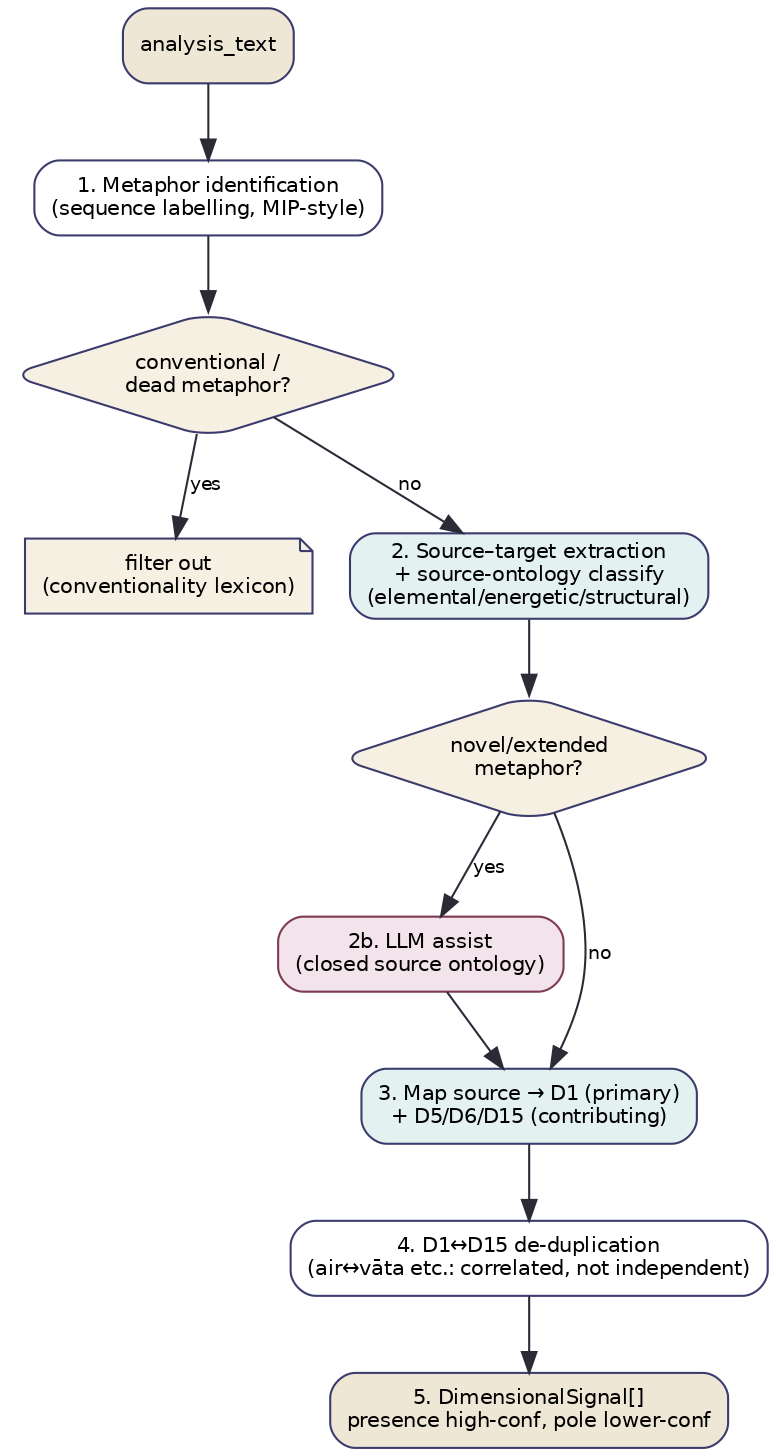 analysis_text
1. Metaphor identification
(sequence labelling, MIP-style)
conventional /
dead metaphor?
yes
no
filter out
(conventionality lexicon)
2. Source–target extraction
+ source-ontology classify
(elemental/energetic/structural)
novel/extended
metaphor?
yes
no
2b. LLM assist
(closed source ontology)
3. Map source → D1 (primary)
+ D5/D6/D15 (contributing)
4. D1↔D15 de-duplication
(air↔vāta etc.: correlated, not independent)
5. DimensionalSignal[]
presence high-conf, pole lower-conf